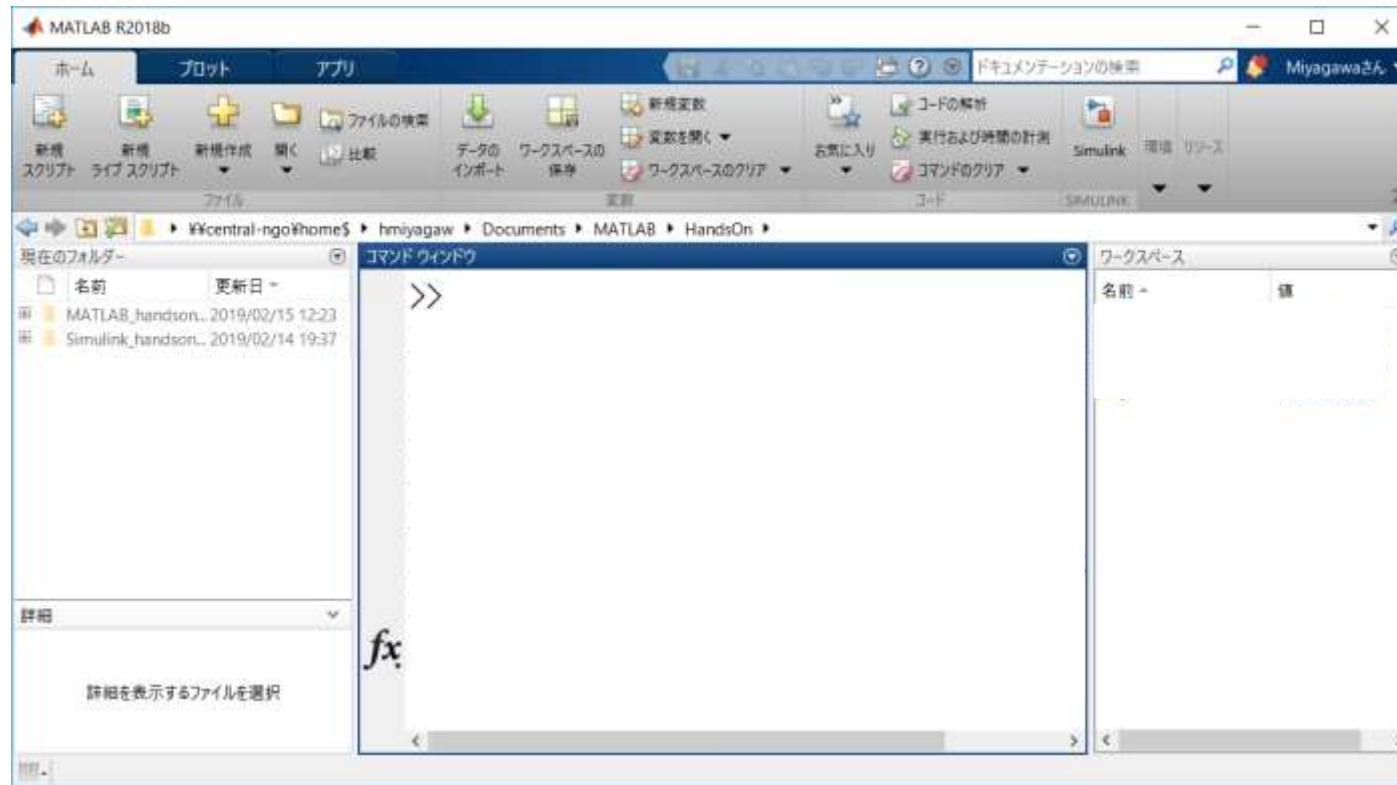 MATLAB R2018b
ホーム プロット アプリ ドキュメンテーションの検索 Miyagawaさん
新規
スクリプト
新規
ライブ スクリプト
新規作成
開く
ファイルの検索
比較
ファイル
データの
インポート
ワークスペースの
保存
新規変数
変数を開く
ワークスペースのクリア
変数
お気に入り
コードの解析
実行および時間の計測
コマンドのクリア
コード
Simulink
SIMULINK
環境
リソース
¥¥central-ngo¥home$ hmiyagaw Documents MATLAB HandsOn
現在のフォルダー
名前 更新日
MATLAB_handson... 2019/02/15 12:23
Simulink_handson... 2019/02/14 19:37
詳細
詳細を表示するファイルを選択
コマンド ウィンドウ
>>
fx
ワークスペース
名前 値